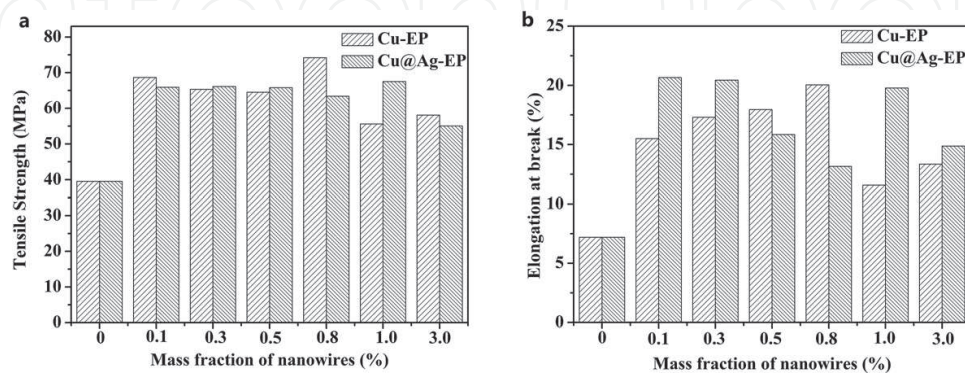 a
Cu-EP
Cu@Ag-EP
80
70
60
50
40
30
20
10
0
Tensile Strength (MPa)
0 0.1 0.3 0.5 0.8 1.0 3.0
Mass fraction of nanowires (%)
b
Cu-EP
Cu@Ag-EP
25
20
15
10
5
0
Elongation at break (%)
0 0.1 0.3 0.5 0.8 1.0 3.0
Mass fraction of nanowires (%)